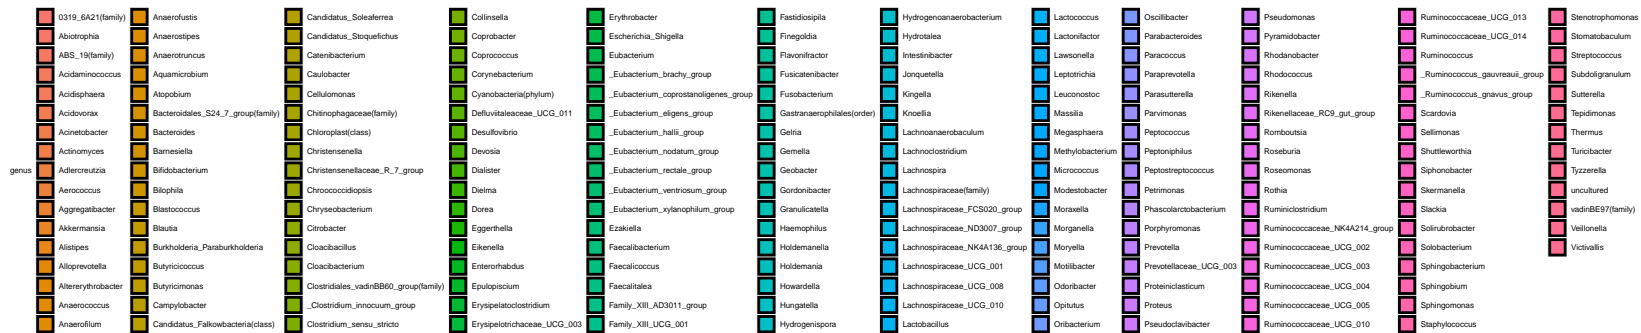 genus
0319_6A21(family)
Abiotrophia
ABS_19(family)
Acidaminococcus
Acidisphaera
Acidovorax
Acinetobacter
Actinomyces
Adlercreutzia
Aerococcus
Aggregatibacter
Akkermansia
Alistipes
Alloprevotella
Altererythrobacter
Anaerococcus
Anaerofilum
Anaerofustis
Anaerostipes
Anaerotruncus
Aquamicrobium
Atopobium
Bacteroidales_S24_7_group(family)
Bacteroides
Barnesiella
Bifidobacterium
Bilophila
Blastococcus
Blautia
Burkholderia_Paraburkholderia
Butyricicoccus
Butyricimonas
Campylobacter
Candidatus_Falkowbacteria(class)
Candidatus_Soleaferrea
Candidatus_Stoquefichus
Catenibacterium
Caulobacter
Cellulomonas
Chitinophagaceae(family)
Chloroplast(class)
Christensenella
Christensenellaceae_R_7_group
Chroococcidiopsis
Chryseobacterium
Citrobacter
Cloacibacillus
Cloacibacterium
Clostridiales_vadinBB60_group(family)
_Clostridium_innocuum_group
Clostridium_sensu_stricto
Collinsella
Coprobacter
Coprococcus
Corynebacterium
Cyanobacteria(phylum)
Defluviitaleaceae_UCG_011
Desulfovibrio
Devosia
Dialister
Dielma
Dorea
Eggerthella
Eikenella
Enterorhabdus
Epulopiscium
Erysipelatoclostridium
Erysipelotrichaceae_UCG_003
Erythrobacter
Escherichia_Shigella
Eubacterium
_Eubacterium_brachy_group
_Eubacterium_coprostanoligenes_group
_Eubacterium_eligens_group
_Eubacterium_hallii_group
_Eubacterium_nodatum_group
_Eubacterium_rectale_group
_Eubacterium_ventriosum_group
_Eubacterium_xylanophilum_group
Ezakiella
Faecalibacterium
Faecalicoccus
Faecalitalea
Family_XIII_AD3011_group
Family_XIII_UCG_001
Fastidiosipila
Finegoldia
Flavonifractor
Fusicatenibacter
Fusobacterium
Gastranaerophilales(order)
Gelria
Gemella
Geobacter
Gordonibacter
Granulicatella
Haemophilus
Holdemanella
Holdemania
Howardella
Hungatella
Hydrogenispora
Hydrogenoanaerobacterium
Hydrotalea
Intestinibacter
Jonquetella
Kingella
Knoellia
Lachnoanaerobaculum
Lachnoclostridium
Lachnospira
Lachnospiraceae(family)
Lachnospiraceae_FCS020_group
Lachnospiraceae_ND3007_group
Lachnospiraceae_NK4A136_group
Lachnospiraceae_UCG_001
Lachnospiraceae_UCG_008
Lachnospiraceae_UCG_010
Lactobacillus
Lactococcus
Lactonifactor
Lawsonella
Leptotrichia
Leuconostoc
Massilia
Megasphaera
Methylobacterium
Micrococcus
Modestobacter
Moraxella
Morganella
Moryella
Motilibacter
Odoribacter
Opitutus
Oribacterium
Oscillibacter
Parabacteroides
Paracoccus
Paraprevotella
Parasutterella
Parvimonas
Peptococcus
Peptoniphilus
Peptostreptococcus
Petrimonas
Phascolarctobacterium
Porphyromonas
Prevotella
Prevotellaceae_UCG_003
Proteiniclasticum
Proteus
Pseudoclavibacter
Pseudomonas
Pyramidobacter
Rhodanobacter
Rhodococcus
Rikenella
Rikenellaceae_RC9_gut_group
Romboutsia
Roseburia
Roseomonas
Rothia
Ruminiclostridium
Ruminococcaceae_NK4A214_group
Ruminococcaceae_UCG_002
Ruminococcaceae_UCG_003
Ruminococcaceae_UCG_004
Ruminococcaceae_UCG_005
Ruminococcaceae_UCG_010
Ruminococcaceae_UCG_013
Ruminococcaceae_UCG_014
Ruminococcus
_Ruminococcus_gauvreauii_group
_Ruminococcus_gnavus_group
Scardovia
Sellimonas
Shuttleworthia
Siphonobacter
Skermanella
Slackia
Solirubrobacter
Solobacterium
Sphingobacterium
Sphingobium
Sphingomonas
Staphylococcus
Stenotrophomonas
Stomatobaculum
Streptococcus
Subdoligranulum
Sutterella
Tepidimonas
Thermus
Turicibacter
Tyzzerella
uncultured
vadinBE97(family)
Veillonella
Victivallis